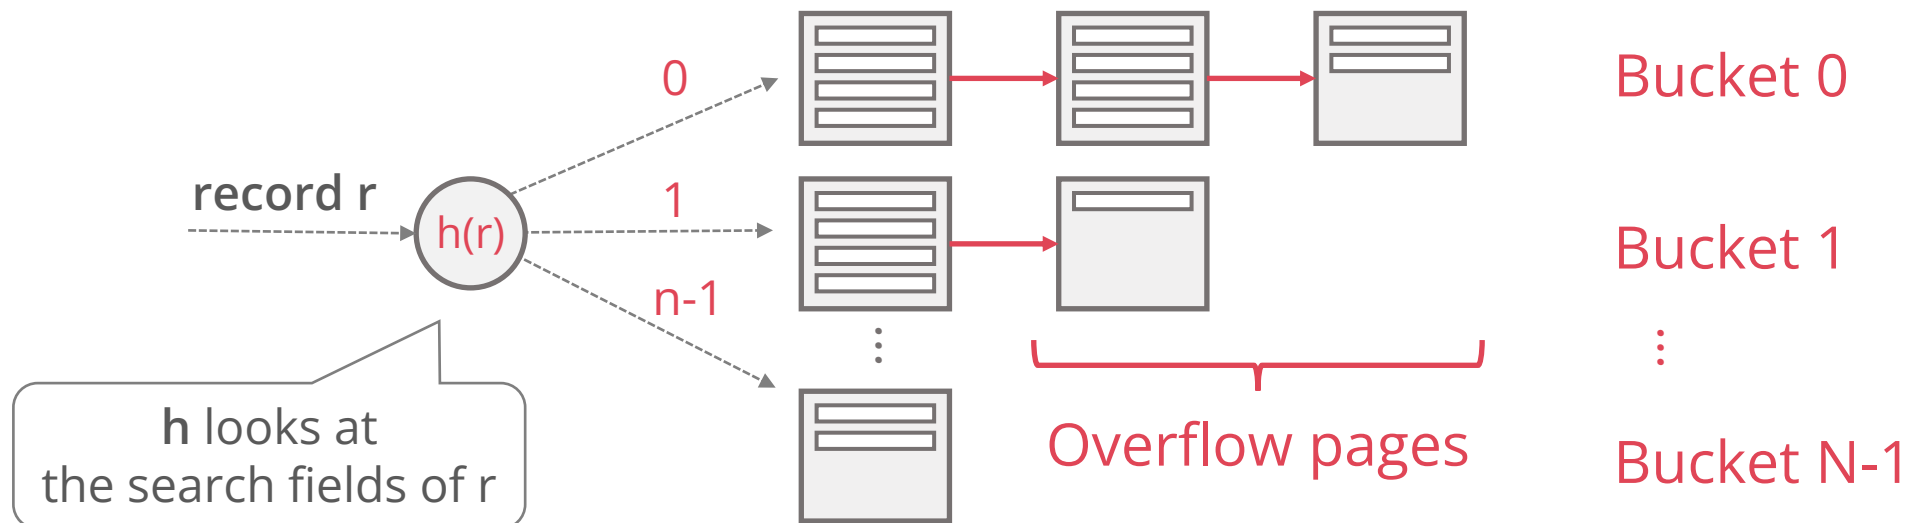 0
Bucket 0
record r
h(r)
1
Bucket 1
n-1
h looks at
the search fields of r
Overflow pages
Bucket N-1